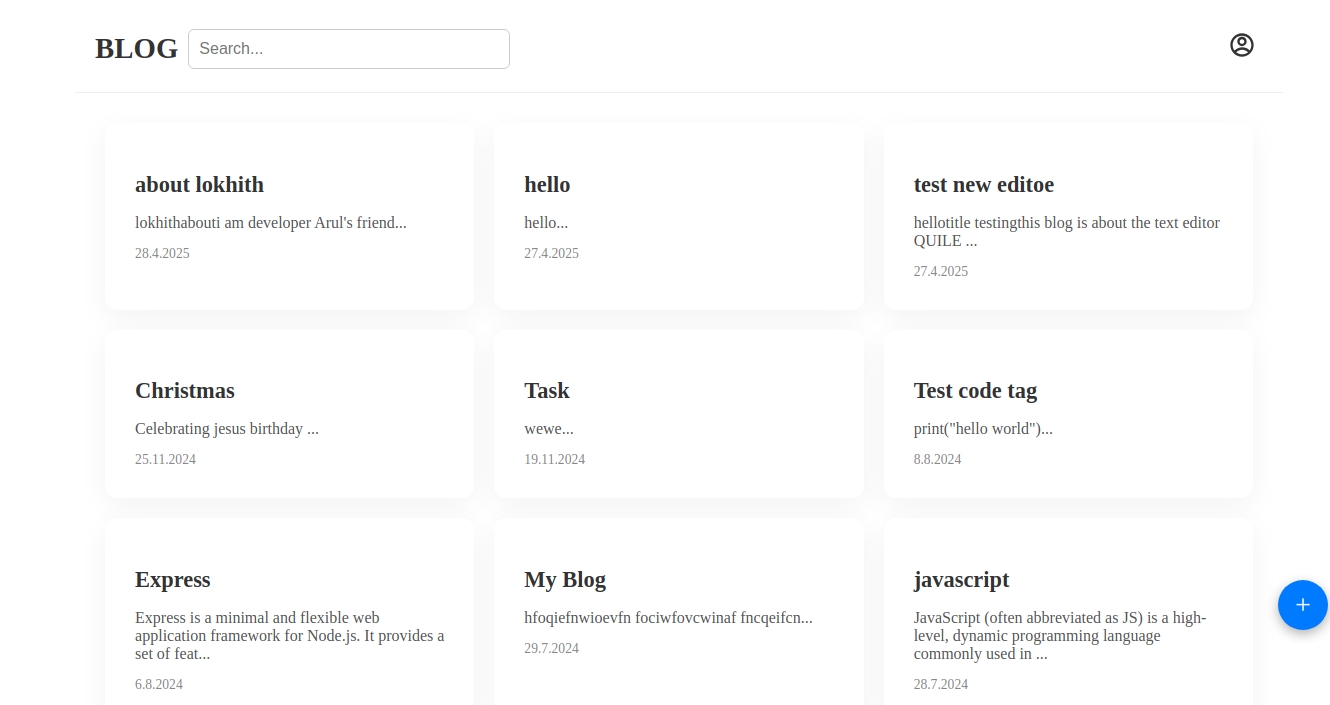 BLOG
Search...
about lokhith
lokhithabouti am developer Arul's friend...
28.4.2025
hello
hello...
27.4.2025
test new editoe
hellotitle testingthis blog is about the text editor
QUILE ...
27.4.2025
Christmas
Celebrating jesus birthday ...
25.11.2024
Task
wewe...
19.11.2024
Test code tag
print("hello world")...
8.8.2024
Express
Express is a minimal and flexible web
application framework for Node.js. It provides a
set of feat...
6.8.2024
My Blog
hfoqiefnwioevfn fociwfovcwinaf fncqeifcn...
29.7.2024
javascript
JavaScript (often abbreviated as JS) is a high-
level, dynamic programming language
commonly used in ...
28.7.2024
+